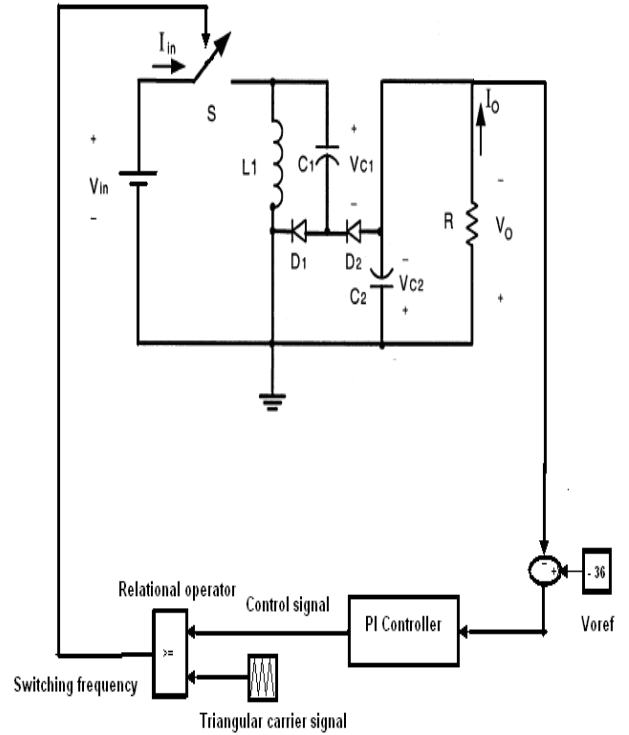 Iin
S
+
Vin
-
L1
C1
+
VC1
-
D1
D2
-
VC2
+
C2
IO
R
-
VO
+
-
+
- 36
Voref
Relational operator
Control signal
PI Controller
>=
Switching frequency
Triangular carrier signal